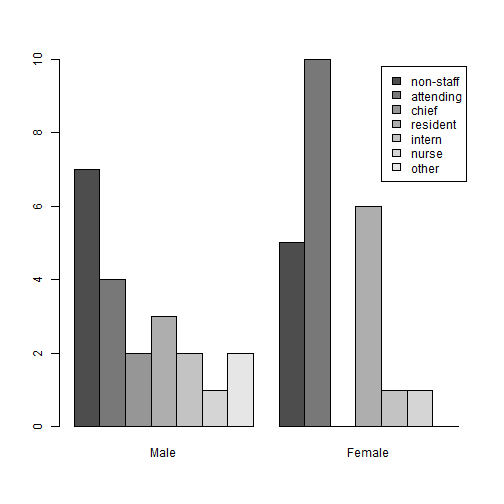 10
8
6
4
2
0
non-staff
attending
chief
resident
intern
nurse
other
Male
Female